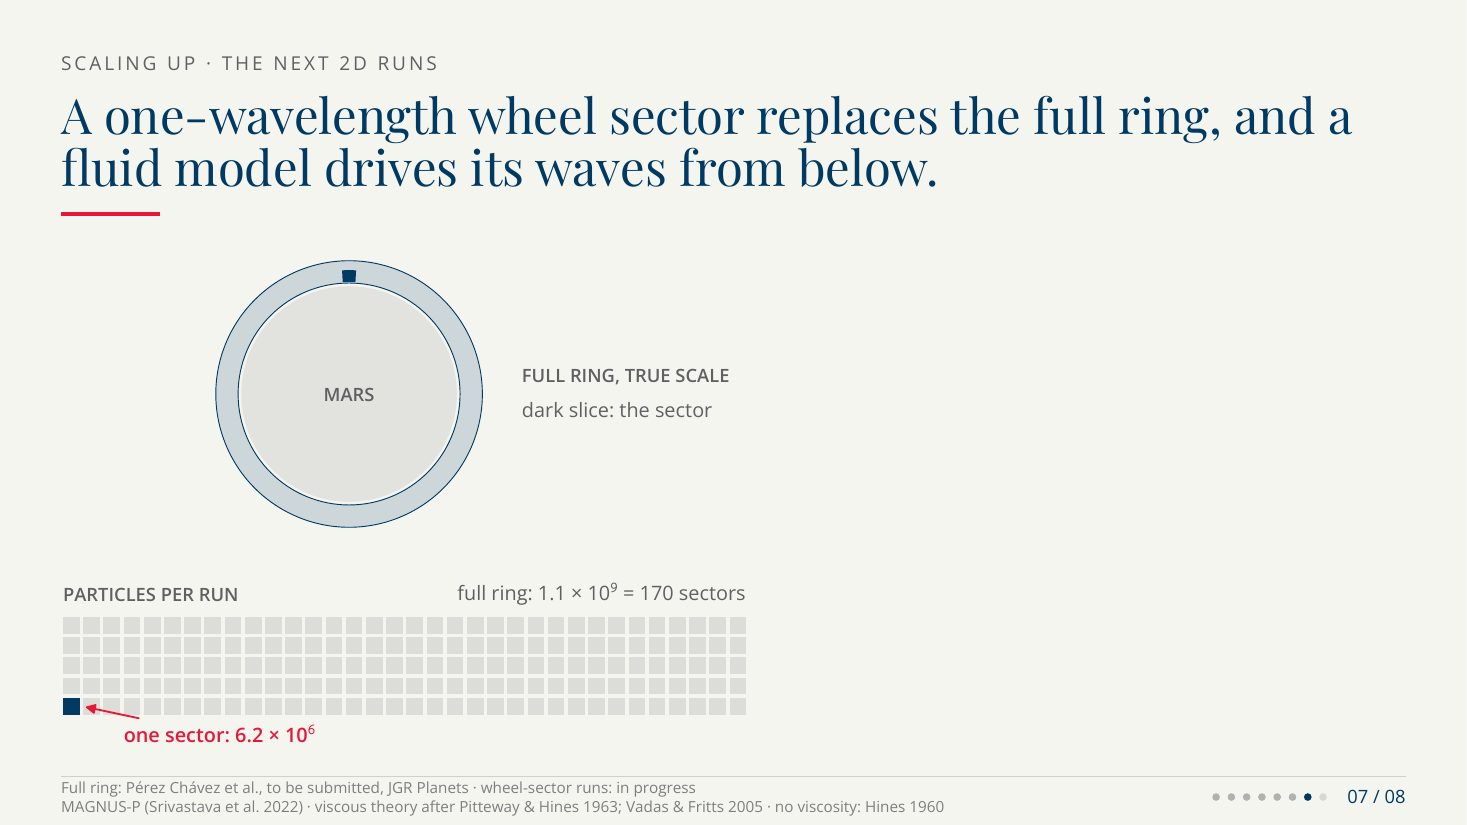 SCALING UP · THE NEXT 2D RUNS
A one-wavelength wheel sector replaces the full ring, and a
fluid model drives its waves from below.
MARS
FULL RING, TRUE SCALE
dark slice: the sector
PARTICLES PER RUN
full ring: 1.1 × 10⁹ = 170 sectors
one sector: 6.2 × 10⁶
Full ring: Pérez Chávez et al., to be submitted, JGR Planets · wheel-sector runs: in progress
MAGNUS-P (Srivastava et al. 2022) · viscous theory after Pitteway & Hines 1963; Vadas & Fritts 2005 · no viscosity: Hines 1960
07 / 08